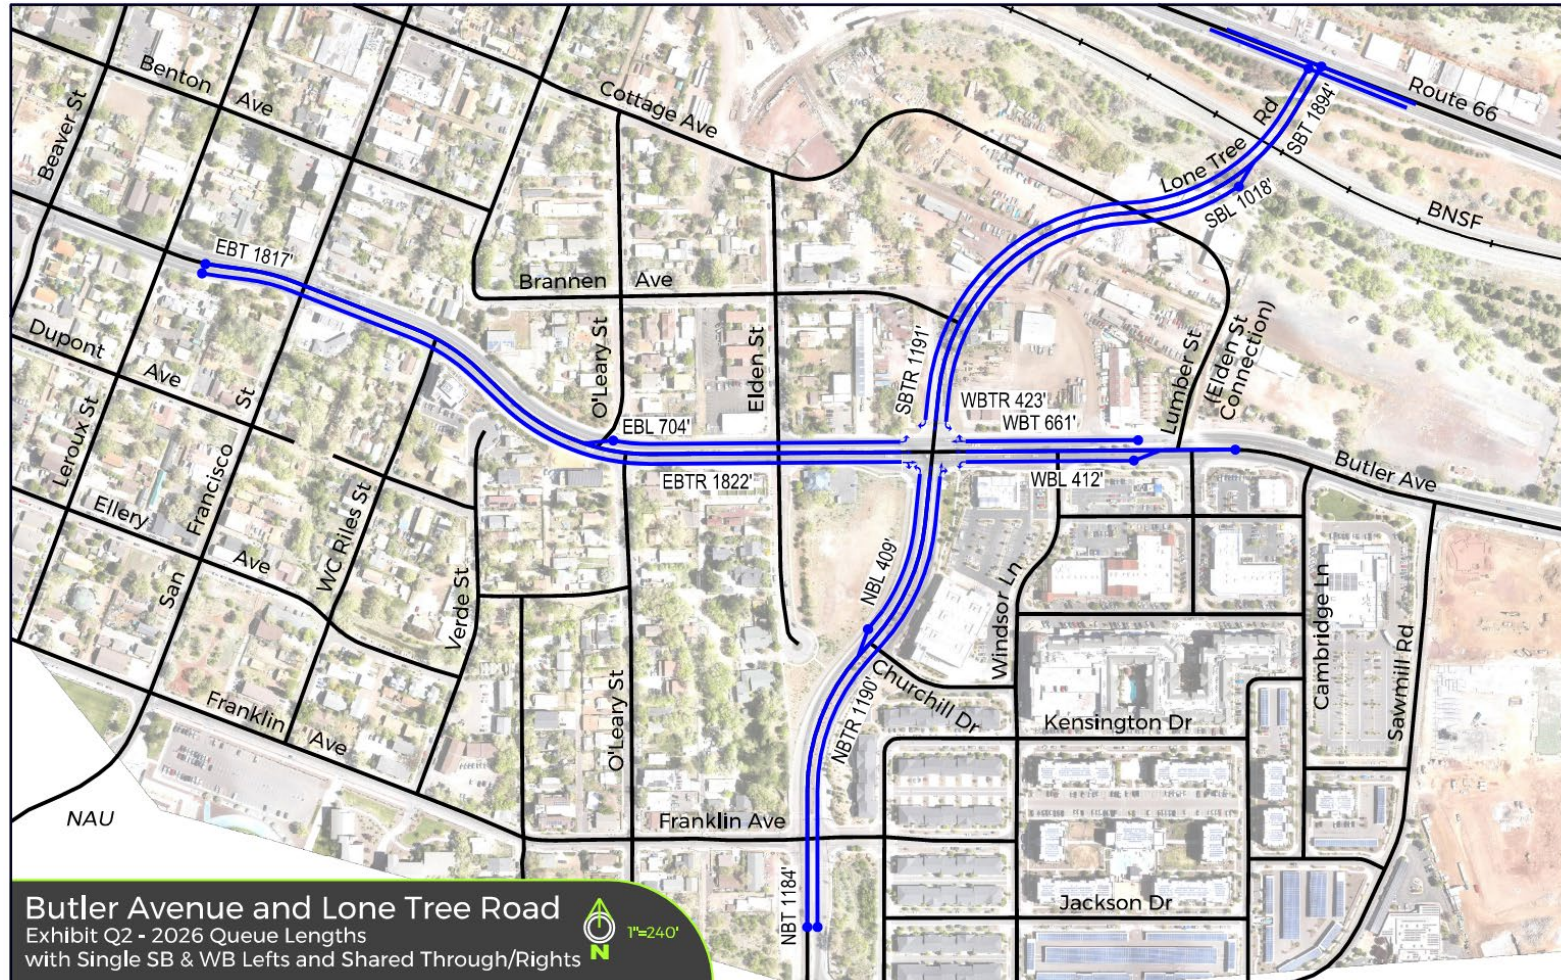 Beaver St
Benton Ave
Cottage Ave
Route 66
Lone Tree Rd
SBT 1894'
SBL 1018'
BNSF
EBT 1817'
Brannen Ave
Dupont Ave
O'Leary St
Elden St
SBTR 1191'
WBTR 423'
WBT 661'
Lumber St
(Elden St
Connection)
EBL 704'
EBTR 1822'
WBL 412'
Butler Ave
Leroux St
San Francisco St
Ellery Ave
WC Riles St
Verde St
NBL 409'
Windsor Ln
Cambridge Ln
Sawmill Rd
Churchill Dr
NBTR 1190'
Kensington Dr
O'Leary St
Franklin Ave
NAU
Franklin Ave
NBT 1184'
Jackson Dr
Butler Avenue and Lone Tree Road
Exhibit Q2 - 2026 Queue Lengths
with Single SB & WB Lefts and Shared Through/Rights
N
1"=240'